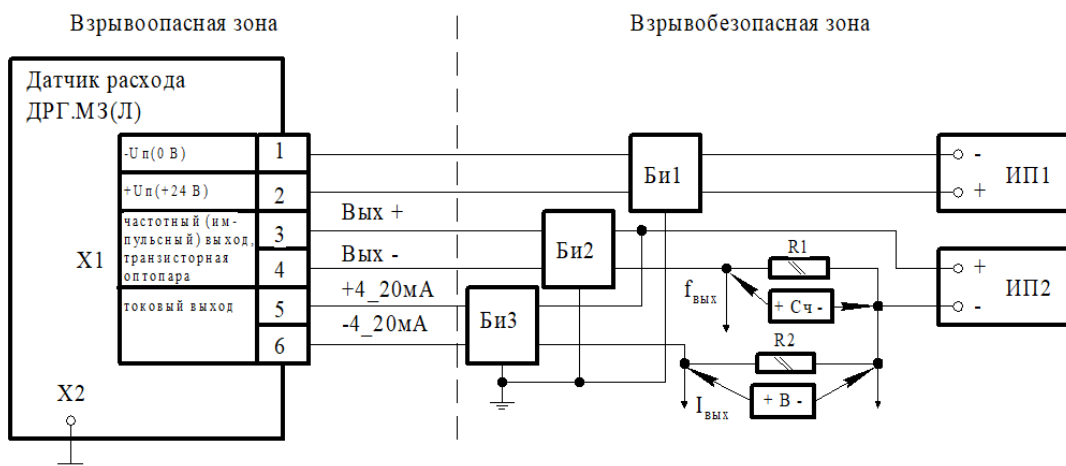 Взрывоопасная зона
Взрывобезопасная зона
Датчик расхода
ДРГ.МЗ(Л)
X1
-Uп(0 В)
1
+Uп(+24 В)
2
частотный (им-
пульсный) выход,
транзисторная
оптопара
3
4
токовый выход
5
6
X2
Вых +
Вых -
+4_20мА
-4_20мА
Би1
Би2
Би3
ИП1
- 
+
ИП2
+
-
R1
fвых
+ Сч -
R2
+ В -
Iвых